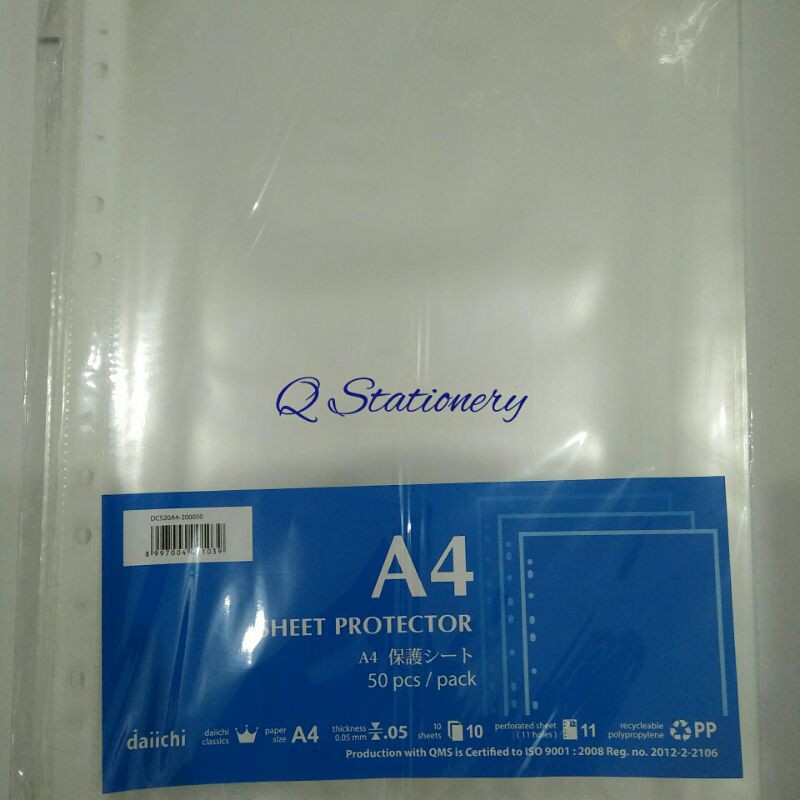 Q Stationery
DCS20A4-200050
A4
SHEET PROTECTOR
A4 保護シート
50 pcs / pack
daiichi
daiichi classics
paper size A4
thickness 0.05 mm .05
10 sheets 10
perforated sheet ( 11 holes ) 11
recycleable polypropylene PP
Production with QMS is Certified to ISO 9001 : 2008 Reg. no. 2012-2-2106